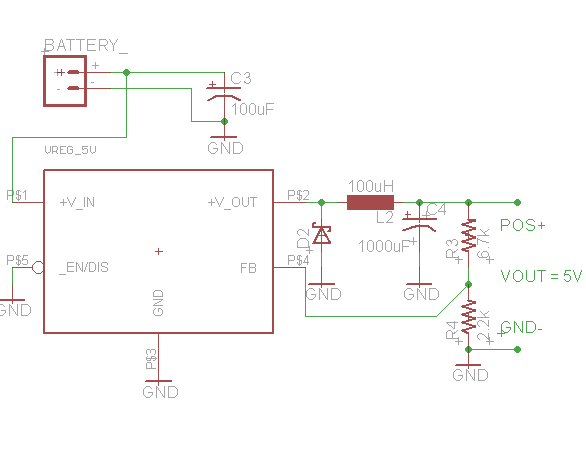 BATTERY_
+
-
C3
100uF
GND
VREG_5V
P$1
+V_IN
+V_OUT
P$2
100uH
L2
C4
1000uF
D2
R3
6.7k
POS+
P$5
_EN/DIS
FB
P$4
GND
GND
GND
VOUT = 5V
GND
P$3
R4
2.2k
GND-
GND
GND